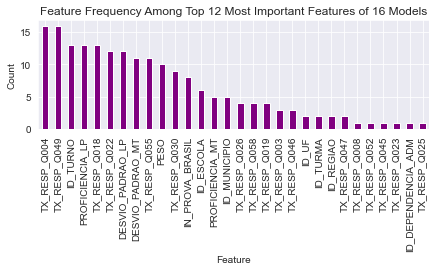 Feature Frequency Among Top 12 Most Important Features of 16 Models
Count
15
10
5
0
TX_RESP_Q004
TX_RESP_Q049
ID_TURNO
PROFICIENCIA_LP
TX_RESP_Q018
TX_RESP_Q022
DESVIO_PADRAO_LP
DESVIO_PADRAO_MT
TX_RESP_Q055
PESO
TX_RESP_Q030
IN_PROVA_BRASIL
ID_ESCOLA
PROFICIENCIA_MT
ID_MUNICIPIO
TX_RESP_Q026
TX_RESP_Q058
TX_RESP_Q019
TX_RESP_Q003
TX_RESP_Q046
ID_UF
ID_TURMA
ID_REGIAO
TX_RESP_Q047
TX_RESP_Q008
TX_RESP_Q052
TX_RESP_Q045
TX_RESP_Q023
ID_DEPENDENCIA_ADM
TX_RESP_Q025
Feature